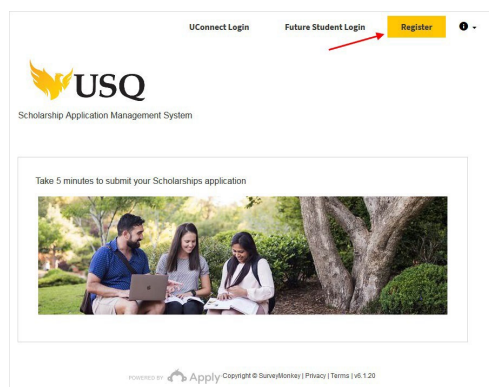 UConnect Login Future Student Login Register
USQ
Scholarship Application Management System
Take 5 minutes to submit your Scholarships application
POWERED BY Apply Copyright © SurveyMonkey | Privacy | Terms | v6.1.20